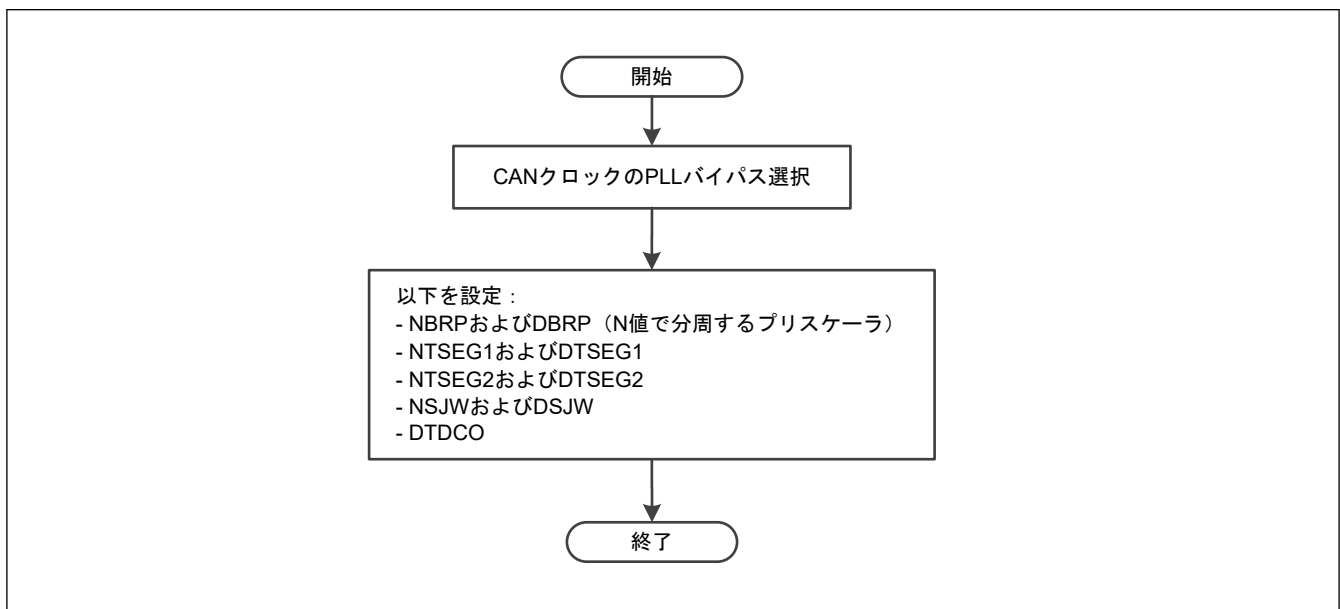 開始
CANクロックのPLLバイパス選択
以下を設定：
- NBRPおよびDBRP（N値で分周するプリスケーラ）
- NTSEG1およびDTSEG1
- NTSEG2およびDTSEG2
- NSJWおよびDSJW
- DTDCO
終了